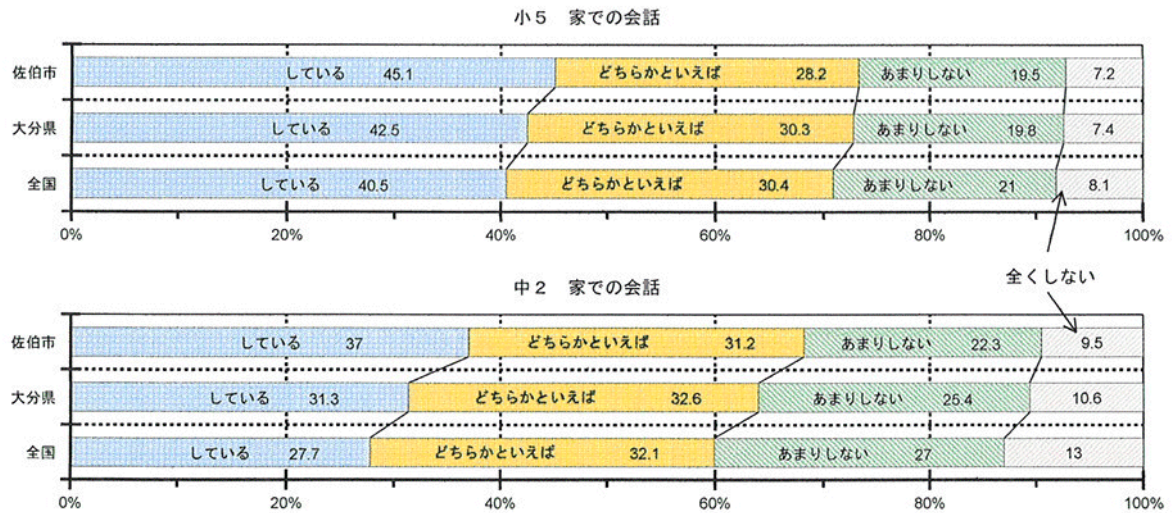 小5 家での会話
佐伯市 している 45.1 どちらかといえば 28.2 あまりしない 19.5 7.2
大分県 している 42.5 どちらかといえば 30.3 あまりしない 19.8 7.4
全国 している 40.5 どちらかといえば 30.4 あまりしない 21 8.1
0% 20% 40% 60% 80% 100%
全くしない
中2 家での会話
佐伯市 している 37 どちらかといえば 31.2 あまりしない 22.3 9.5
大分県 している 31.3 どちらかといえば 32.6 あまりしない 25.4 10.6
全国 している 27.7 どちらかといえば 32.1 あまりしない 27 13
0% 20% 40% 60% 80% 100%